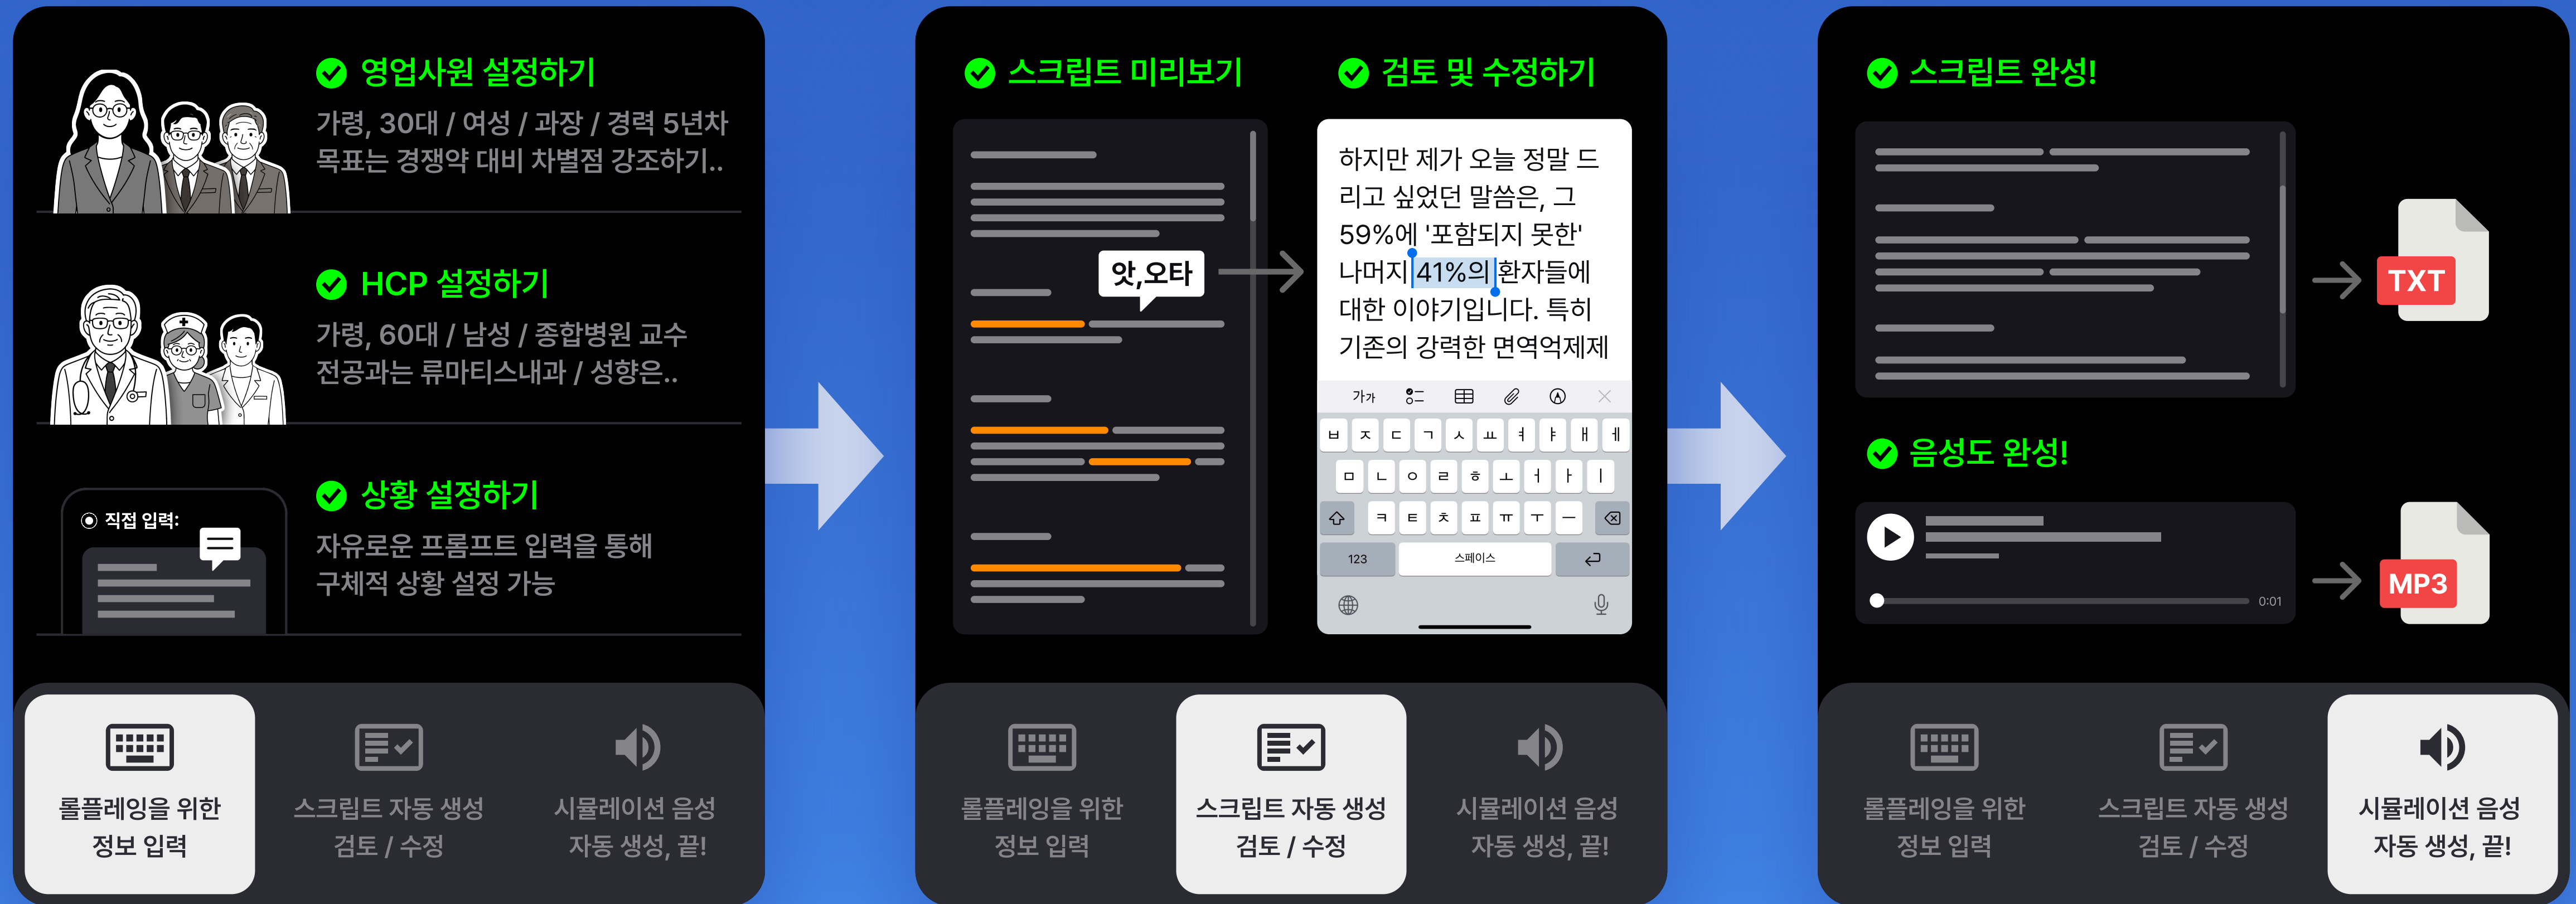 영업사원 설정하기
가령, 30대 / 여성 / 과장 / 경력 5년차
목표는 경쟁약 대비 차별점 강조하기..
HCP 설정하기
가령, 60대 / 남성 / 종합병원 교수
전공과는 류마티스내과 / 성향은..
상황 설정하기
직접 입력:
자유로운 프롬프트 입력을 통해
구체적 상황 설정 가능
롤플레잉을 위한
정보 입력
스크립트 자동 생성
검토 / 수정
시뮬레이션 음성
자동 생성, 끝!
스크립트 미리보기
앗,오타
검토 및 수정하기
하지만 제가 오늘 정말 드
리고 싶었던 말씀은, 그
59%에 '포함되지 못한'
나머지 41%의 환자들에
대한 이야기입니다. 특히
기존의 강력한 면역억제제
가가
ㅂ ㅈ ㄷ ㄱ ㅅ ㅛ ㅕ ㅑ ㅐ ㅔ
ㅁ ㄴ ㅇ ㄹ ㅎ ㅗ ㅓ ㅏ ㅣ
ㅋ ㅌ ㅊ ㅍ ㅠ ㅜ ㅡ
123 스페이스
롤플레잉을 위한
정보 입력
스크립트 자동 생성
검토 / 수정
시뮬레이션 음성
자동 생성, 끝!
스크립트 완성!
TXT
음성도 완성!
0:01
MP3
롤플레잉을 위한
정보 입력
스크립트 자동 생성
검토 / 수정
시뮬레이션 음성
자동 생성, 끝!